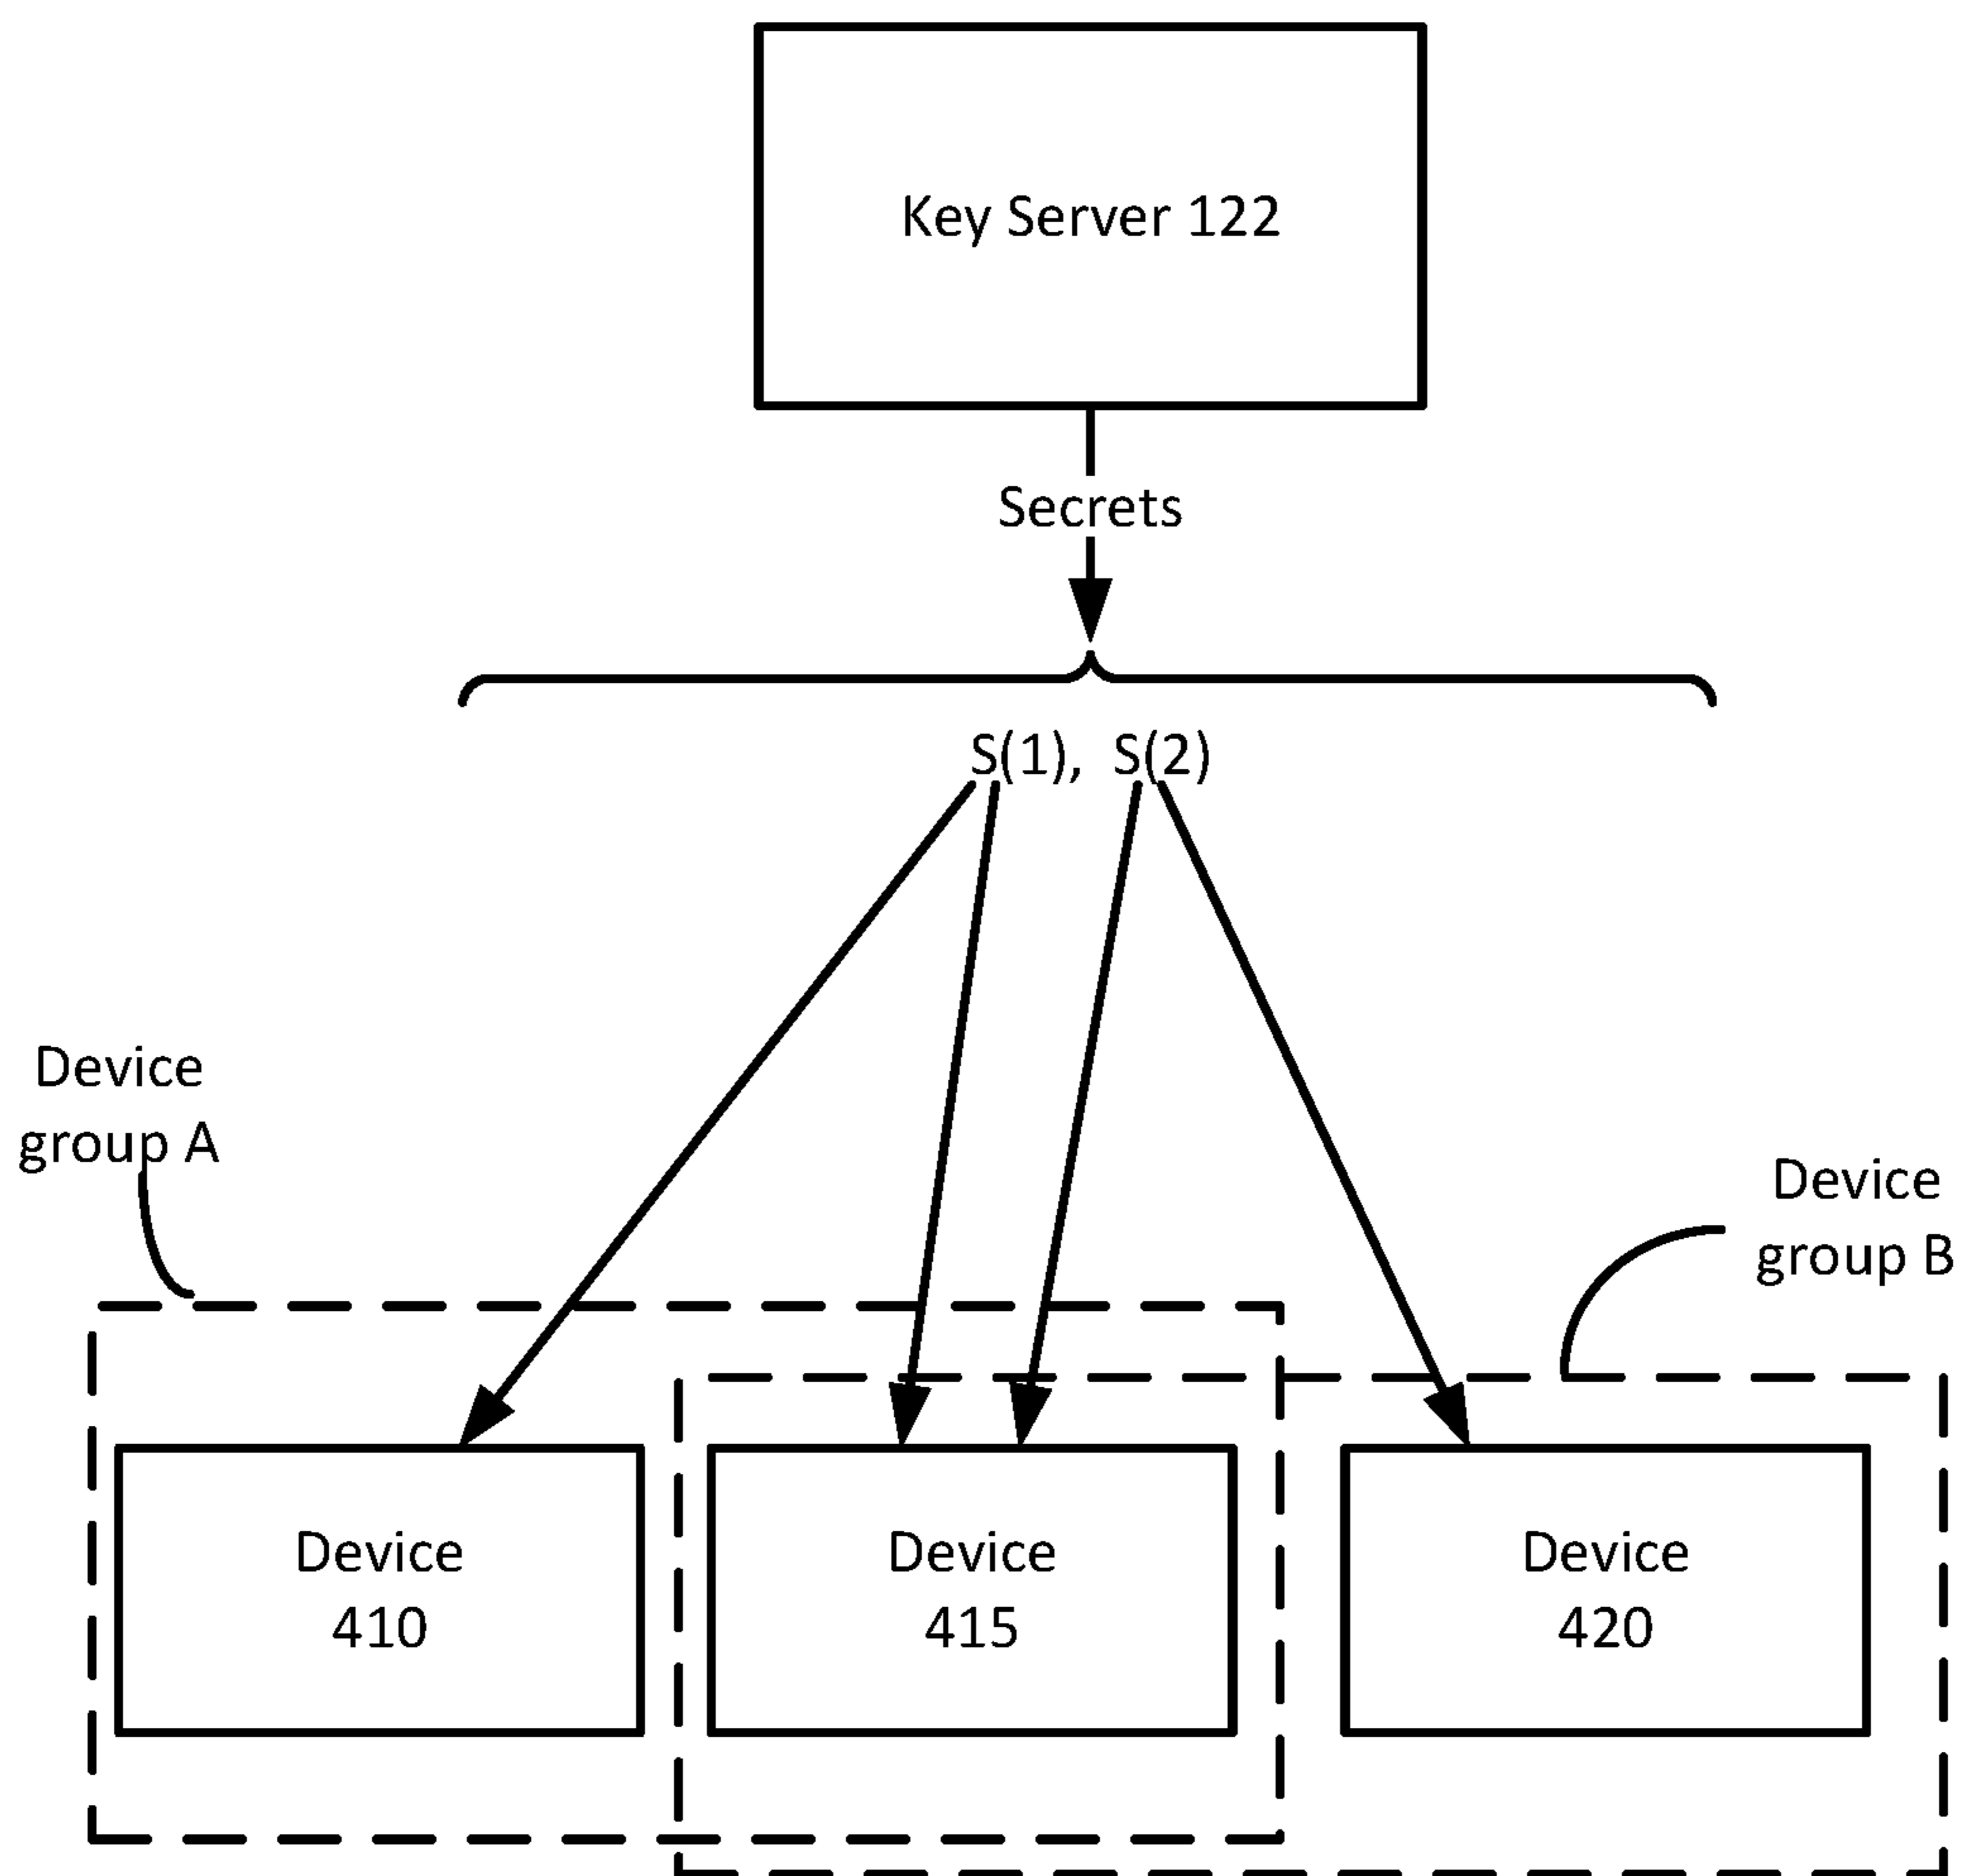 Key Server 122
Secrets
S(1), S(2)
Device
group A
Device
group B
Device
410
Device
415
Device
420